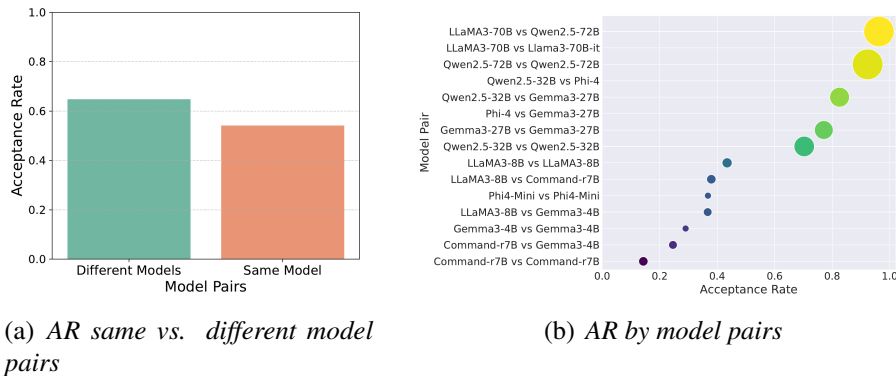 1.0
0.8
0.6
0.4
0.2
0.0
Acceptance Rate
Different Models
Same Model
Model Pairs
(a) AR same vs. different model
pairs
Model Pair
LLaMA3-70B vs Qwen2.5-72B
LLaMA3-70B vs Llama3-70B-it
Qwen2.5-72B vs Qwen2.5-72B
Qwen2.5-32B vs Phi-4
Qwen2.5-32B vs Gemma3-27B
Phi-4 vs Gemma3-27B
Gemma3-27B vs Gemma3-27B
Qwen2.5-32B vs Qwen2.5-32B
LLaMA3-8B vs LLaMA3-8B
LLaMA3-8B vs Command-r7B
Phi4-Mini vs Phi4-Mini
LLaMA3-8B vs Gemma3-4B
Gemma3-4B vs Gemma3-4B
Command-r7B vs Gemma3-4B
Command-r7B vs Command-r7B
0.0 0.2 0.4 0.6 0.8 1.0
Acceptance Rate
(b) AR by model pairs